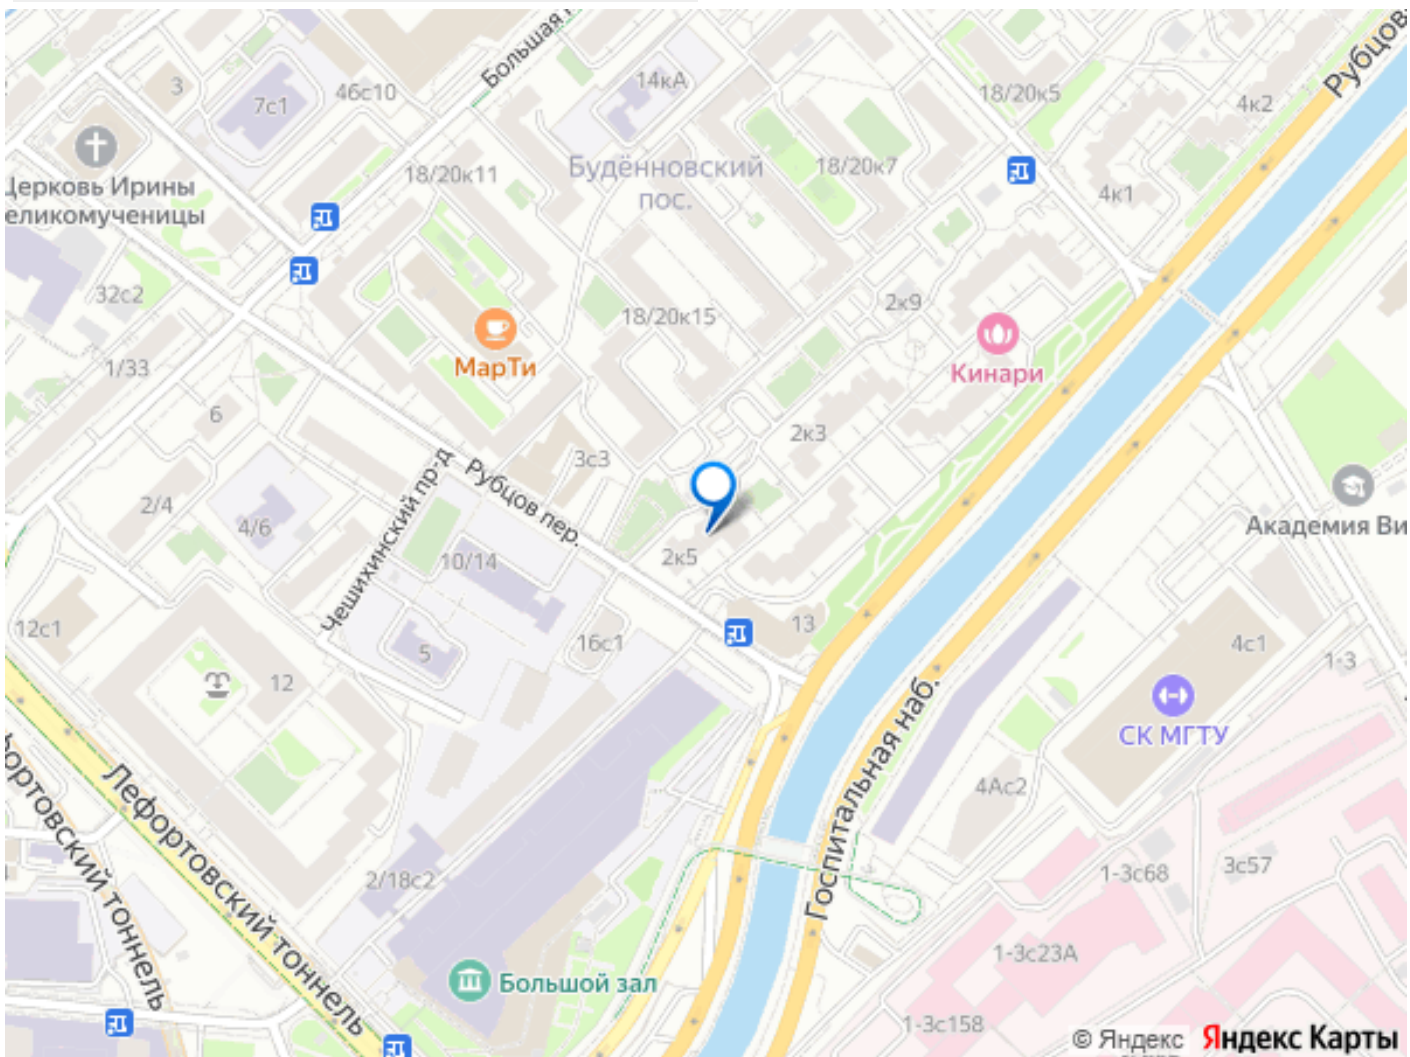 Большая
Рубцов
14кА
46с10
3
7с1
18/20к5
4к2
Церковь Ирины
великомученицы
18/20к11
Будённовский
пос.
18/20к7
4к1
32с2
2к9
18/20к15
1/33
МарТи
Кинари
6
2к3
3с3
Чешихинский пр-д
Рубцов пер.
2/4
4/6
Академия Ви
10/14
2к5
12с1
13
16с1
5
4с1
1-3
12
СК МГТУ
Госпитальная наб.
4Ас2
Лефортовский тоннель
фортовский тоннель
2/18с2
1-3с68
3с57
1-3с23А
Большой зал
1-3с158
© Яндекс Яндекс Карты